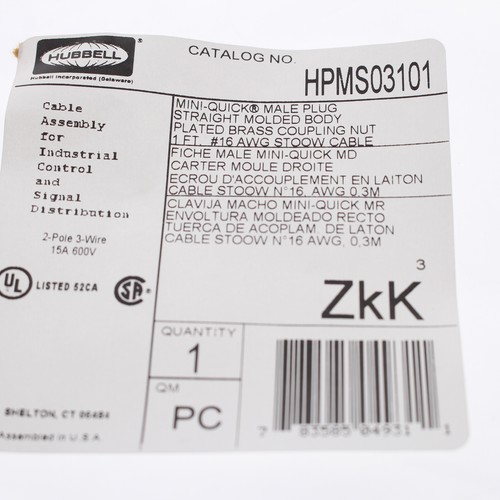 HUBBELL
Hubbell Incorporated (Delaware)
CATALOG NO.
HPMS03101
Cable
Assembly
for
Industrial
Control
and
Signal
Distribution
2-Pole 3-Wire
15A 600V
UL LISTED 52CA SA
MINI-QUICK® MALE PLUG
STRAIGHT MOLDED BODY
PLATED BRASS COUPLING NUT
1 FT. #16 AWG STOOW CABLE
FICHE MALE MINI-QUICK MD
CARTER MOULE DROITE
ECROU D'ACCOUPLEMENT EN LAITON
CABLE STOOW N°16, AWG 0,3M
CLAVIJA MACHO MINI-QUICK MR
ENVOLTURA MOLDEADO RECTO
TUERCA DE ACOPLAM. DE LATON
CABLE STOOW N°16 AWG, 0,3M
3
ZkK
QUANTITY
1
QM
PC
SHELTON, CT 06484
Assembled in U.S.A.
7 83585 04931 1